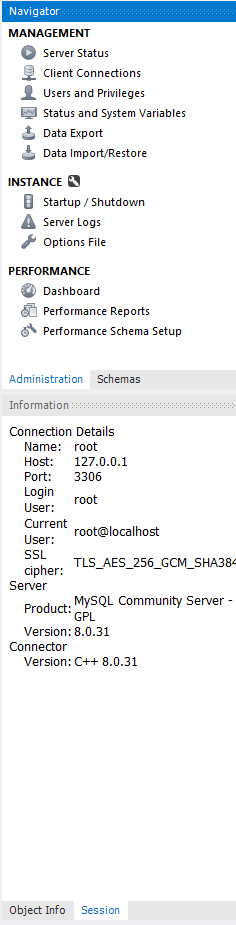 Navigator
MANAGEMENT
Server Status
Client Connections
Users and Privileges
Status and System Variables
Data Export
Data Import/Restore
INSTANCE
Startup / Shutdown
Server Logs
Options File
PERFORMANCE
Dashboard
Performance Reports
Performance Schema Setup
Administration Schemas
Information
Connection Details
Name: root
Host: 127.0.0.1
Port: 3306
Login
User: root
Current
User: root@localhost
SSL
cipher: TLS_AES_256_GCM_SHA384
Server
Product: MySQL Community Server -
GPL
Version: 8.0.31
Connector
Version: C++ 8.0.31
Object Info Session